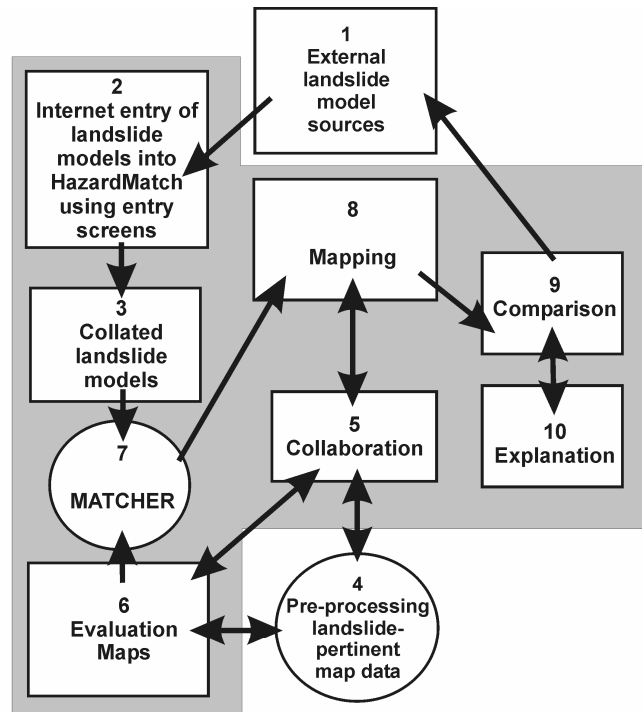 1
External
landslide
model
sources
2
Internet entry of
landslide
models into
HazardMatch
using entry
screens
8
Mapping
9
Comparison
3
Collated
landslide
models
5
Collaboration
10
Explanation
7
MATCHER
4
Pre-processing
landslide-
pertinent
map data
6
Evaluation
Maps